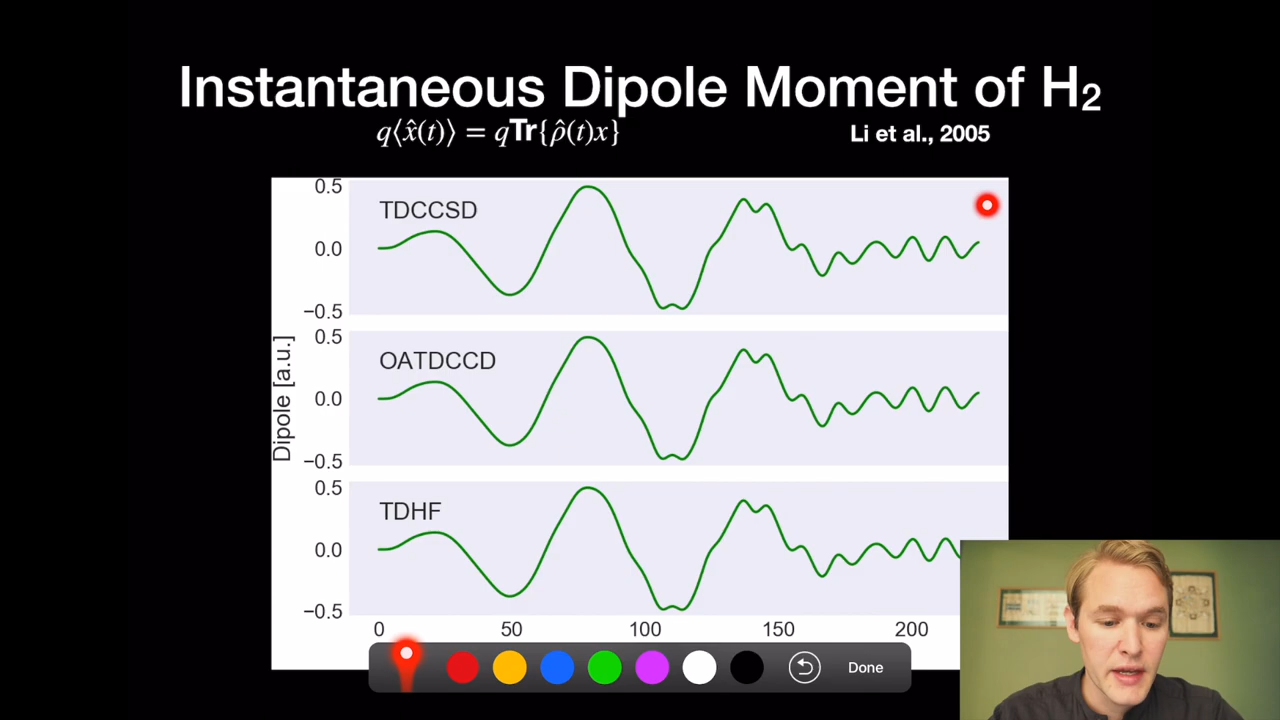 Instantaneous Dipole Moment of H₂
q⟨x̂(t)⟩ = qTr{ρ̂(t)x}
Li et al., 2005
Dipole [a.u.]
0.5
TDCCSD
0.0
−0.5
0.5
OATDCCD
0.0
−0.5
0.5
TDHF
0.0
−0.5
0 50 100 150 200
Done